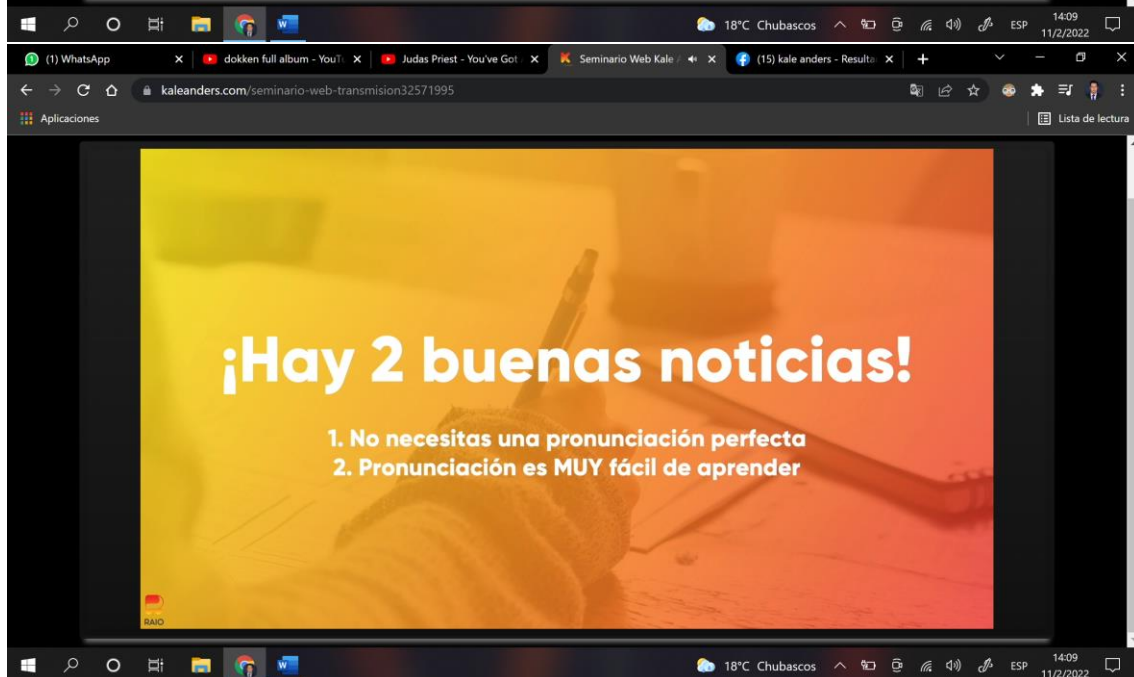 18°C Chubascos
ESP
14:09
11/2/2022
(1) WhatsApp
dokken full album - YouT
Judas Priest - You've Got
Seminario Web Kale
(15) kale anders - Resulta
kaleanders.com/seminario-web-transmision32571995
Aplicaciones
Lista de lectura
¡Hay 2 buenas noticias!
1. No necesitas una pronunciación perfecta
2. Pronunciación es MUY fácil de aprender
RAIO
18°C Chubascos
ESP
14:09
11/2/2022